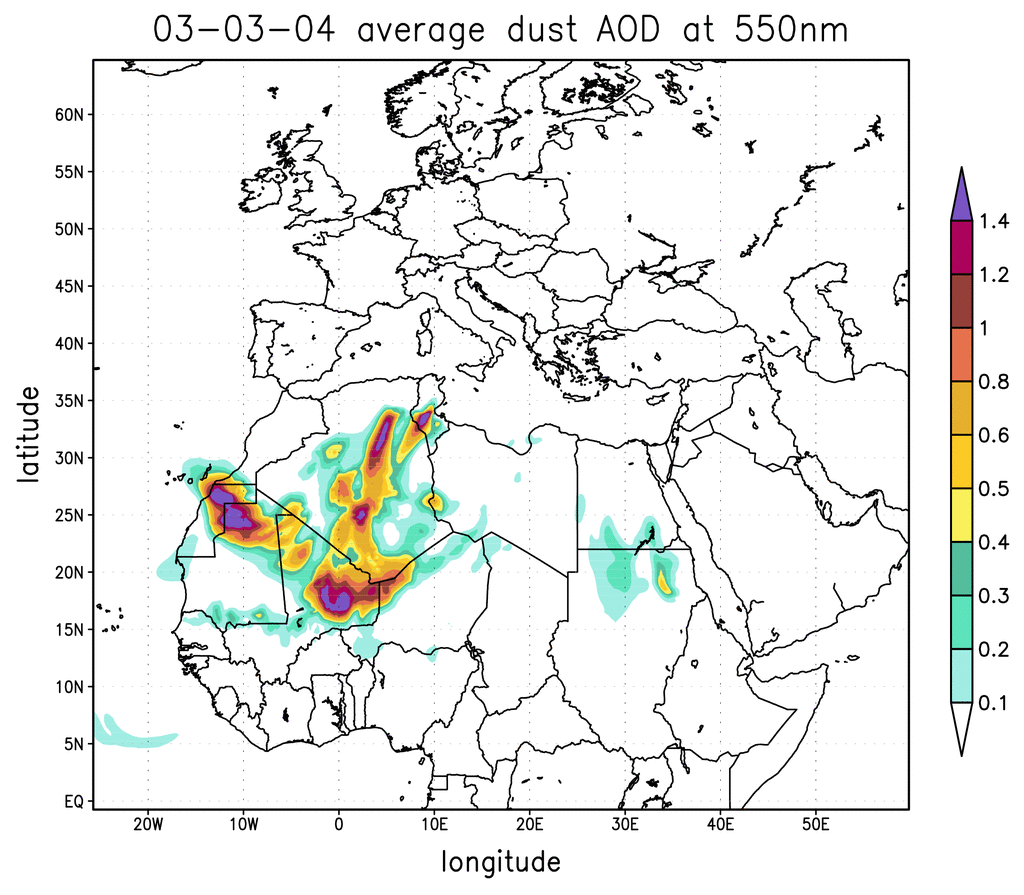 03-03-04 average dust AOD at 550nm
latitude
60N
55N
50N
45N
40N
35N
30N
25N
20N
15N
10N
5N
EQ
20W 10W 0 10E 20E 30E 40E 50E
longitude
1.4
1.2
1
0.8
0.6
0.5
0.4
0.3
0.2
0.1